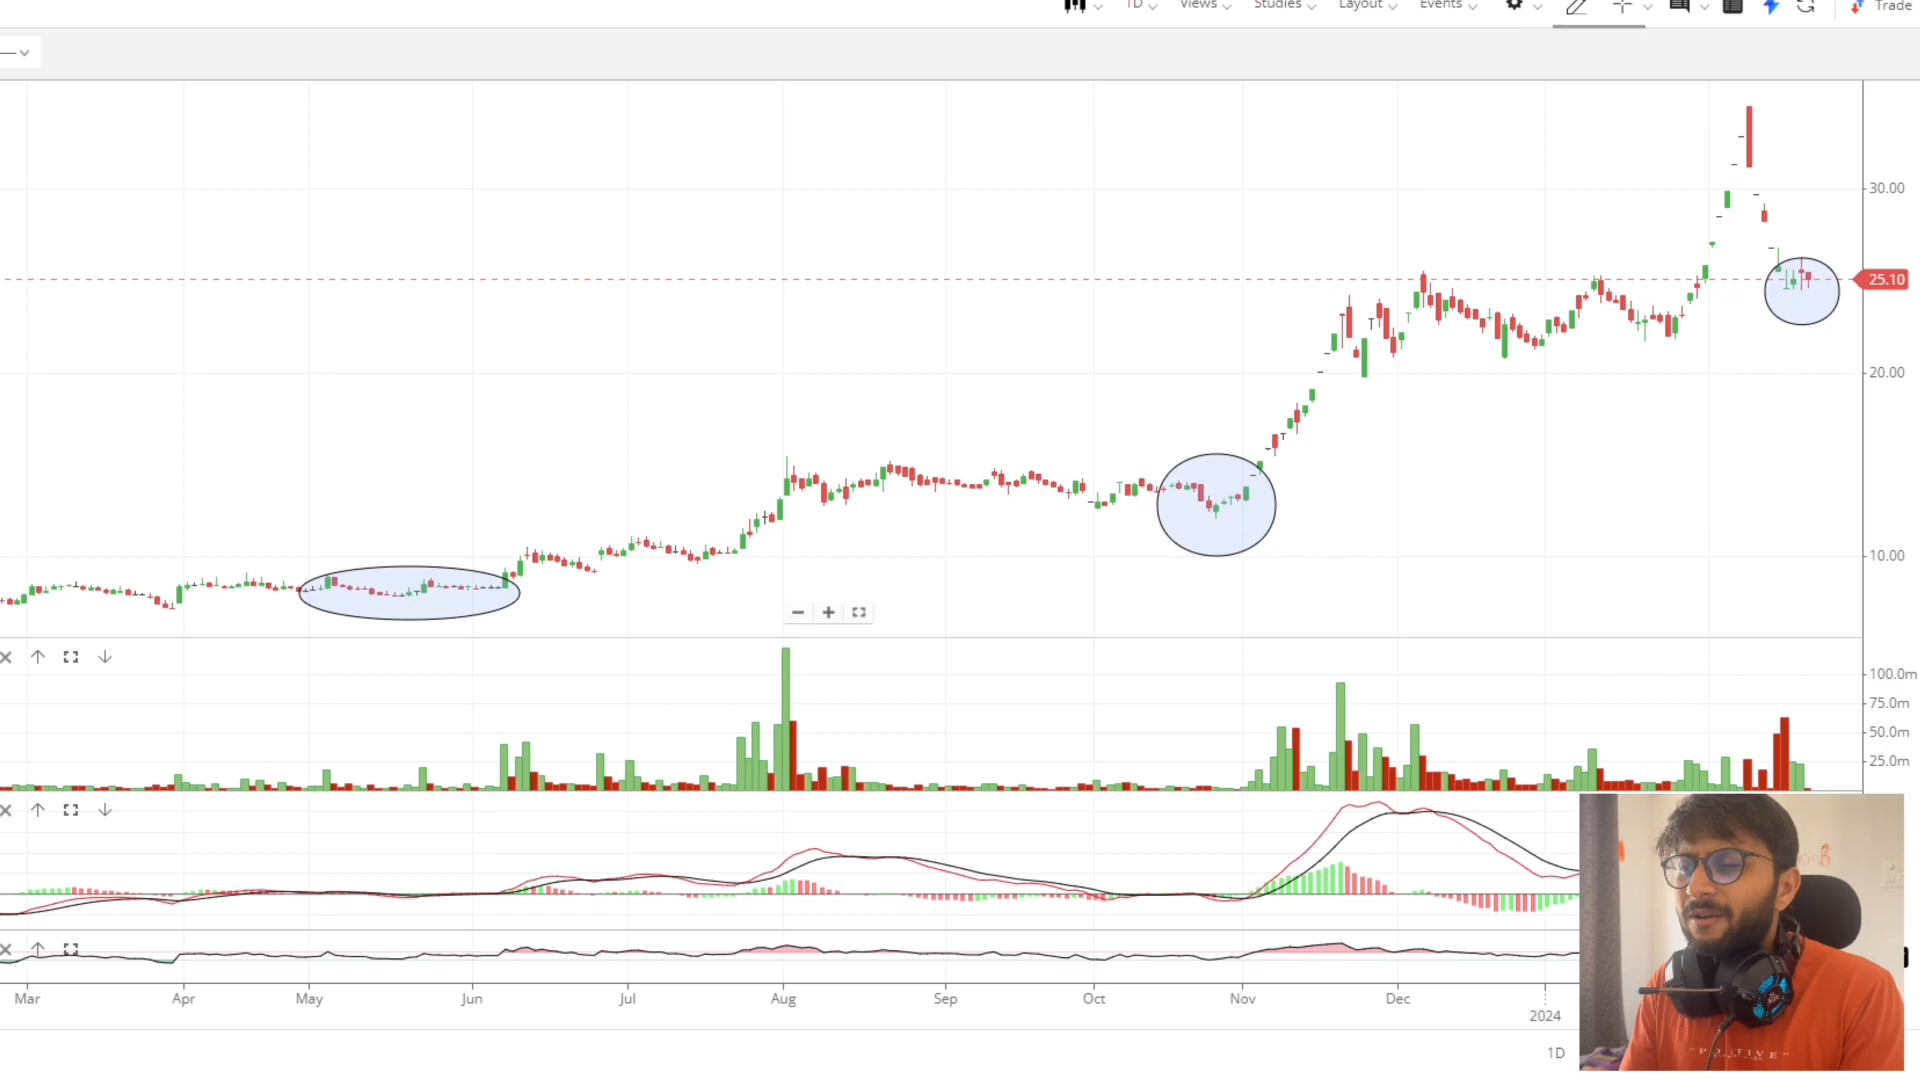 1D Views Studies Layout Events Trade
30.00
25.10
20.00
10.00
100.0m
75.0m
50.0m
25.0m
Mar Apr May Jun Jul Aug Sep Oct Nov Dec
2024
1D
"POSITIVE"